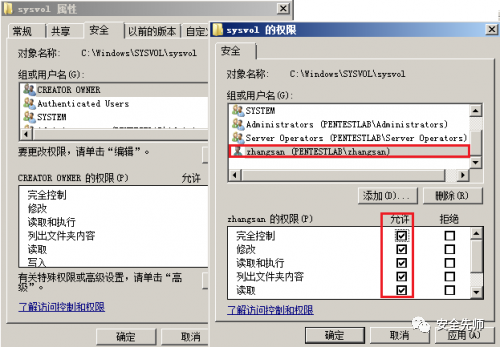 sysvol 属性
常规
共享
安全
以前的版本
自定
对象名称: C:\Windows\SYSVOL\sysvol
组或用户名(G):
CREATOR OWNER
Authenticated Users
SYSTEM
要更改权限，请单击“编辑”。
CREATOR OWNER 的权限(P) 允许
完全控制
修改
读取和执行
列出文件夹内容
读取
写入
有关特殊权限或高级设置，请单击“高
级”。
了解访问控制和权限
确定
取消
sysvol 的权限
安全
对象名称: C:\Windows\SYSVOL\sysvol
组或用户名(G):
SYSTEM
Administrators (PENTESTLAB\Administrators)
Server Operators (PENTESTLAB\Server Operators)
zhangsan (PENTESTLAB\zhangsan)
添加(D)...
删除(R)
zhangsan 的权限(P) 允许 拒绝
完全控制
修改
读取和执行
列出文件夹内容
读取
了解访问控制和权限
确定
取消
应用(A)
安全先师